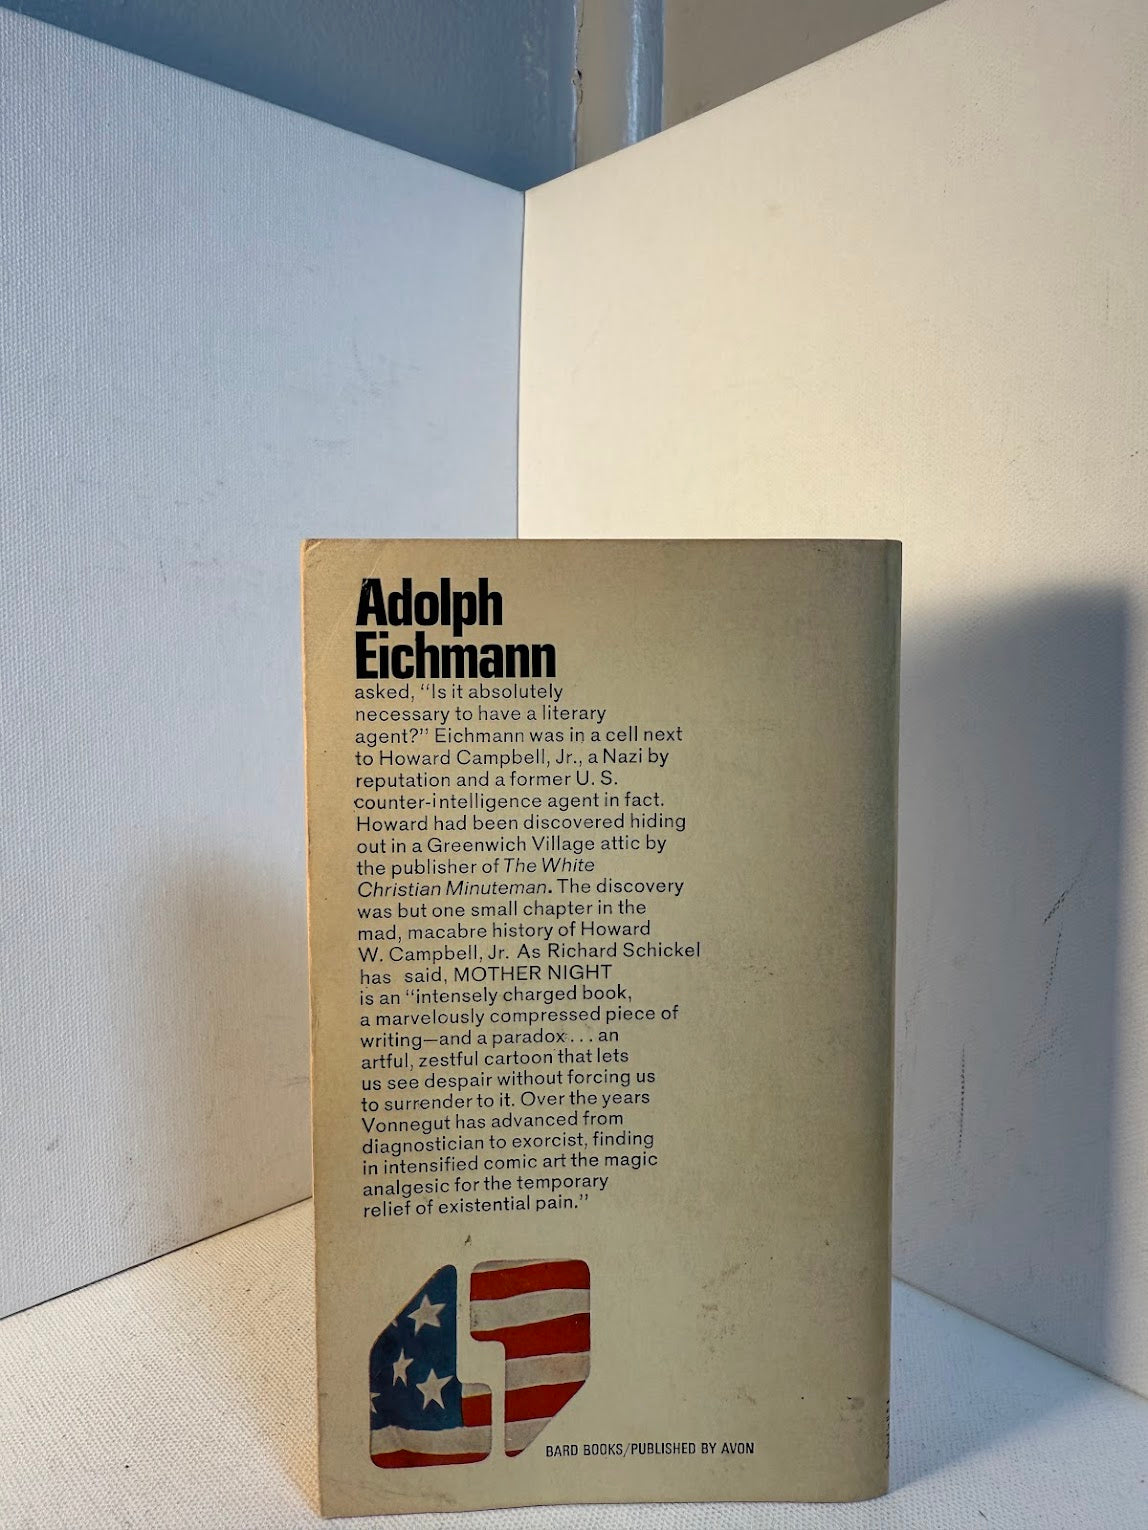 Adolph
Eichmann
asked, “Is it absolutely
necessary to have a literary
agent?” Eichmann was in a cell next
to Howard Campbell, Jr., a Nazi by
reputation and a former U. S.
counter-intelligence agent in fact.
Howard had been discovered hiding
out in a Greenwich Village attic by
the publisher of The White
Christian Minuteman. The discovery
was but one small chapter in the
mad, macabre history of Howard
W. Campbell, Jr. As Richard Schickel
has said, MOTHER NIGHT
is an “intensely charged book,
a marvelously compressed piece of
writing—and a paradox . . . an
artful, zestful cartoon that lets
us see despair without forcing us
to surrender to it. Over the years
Vonnegut has advanced from
diagnostician to exorcist, finding
in intensified comic art the magic
analgesic for the temporary
relief of existential pain.”
BARD BOOKS/PUBLISHED BY AVON